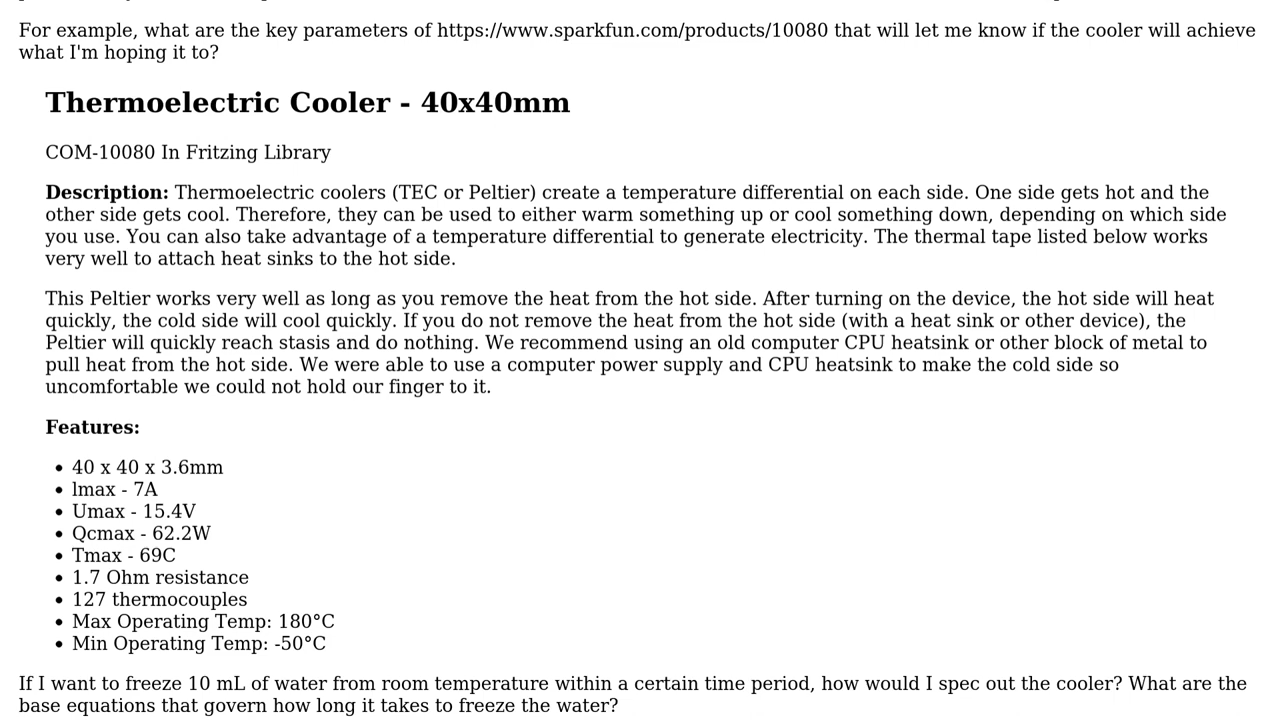 For example, what are the key parameters of https://www.sparkfun.com/products/10080 that will let me know if the cooler will achieve
what I'm hoping it to?
Thermoelectric Cooler - 40x40mm
COM-10080 In Fritzing Library
Description: Thermoelectric coolers (TEC or Peltier) create a temperature differential on each side. One side gets hot and the
other side gets cool. Therefore, they can be used to either warm something up or cool something down, depending on which side
you use. You can also take advantage of a temperature differential to generate electricity. The thermal tape listed below works
very well to attach heat sinks to the hot side.
This Peltier works very well as long as you remove the heat from the hot side. After turning on the device, the hot side will heat
quickly, the cold side will cool quickly. If you do not remove the heat from the hot side (with a heat sink or other device), the
Peltier will quickly reach stasis and do nothing. We recommend using an old computer CPU heatsink or other block of metal to
pull heat from the hot side. We were able to use a computer power supply and CPU heatsink to make the cold side so
uncomfortable we could not hold our finger to it.
Features:
• 40 x 40 x 3.6mm
• lmax - 7A
• Umax - 15.4V
• Qcmax - 62.2W
• Tmax - 69C
• 1.7 Ohm resistance
• 127 thermocouples
• Max Operating Temp: 180°C
• Min Operating Temp: -50°C
If I want to freeze 10 mL of water from room temperature within a certain time period, how would I spec out the cooler? What are the
base equations that govern how long it takes to freeze the water?